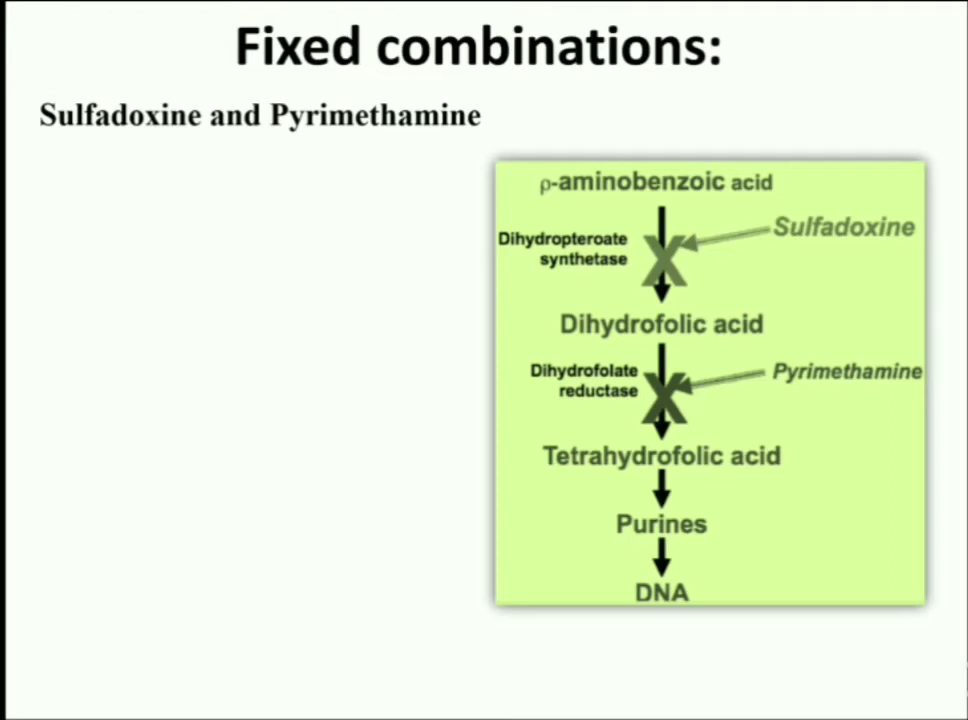 Fixed combinations:
Sulfadoxine and Pyrimethamine
ρ-aminobenzoic acid
Sulfadoxine
Dihydropteroate
synthetase
Dihydrofolic acid
Dihydrofolate
reductase
Pyrimethamine
Tetrahydrofolic acid
Purines
DNA